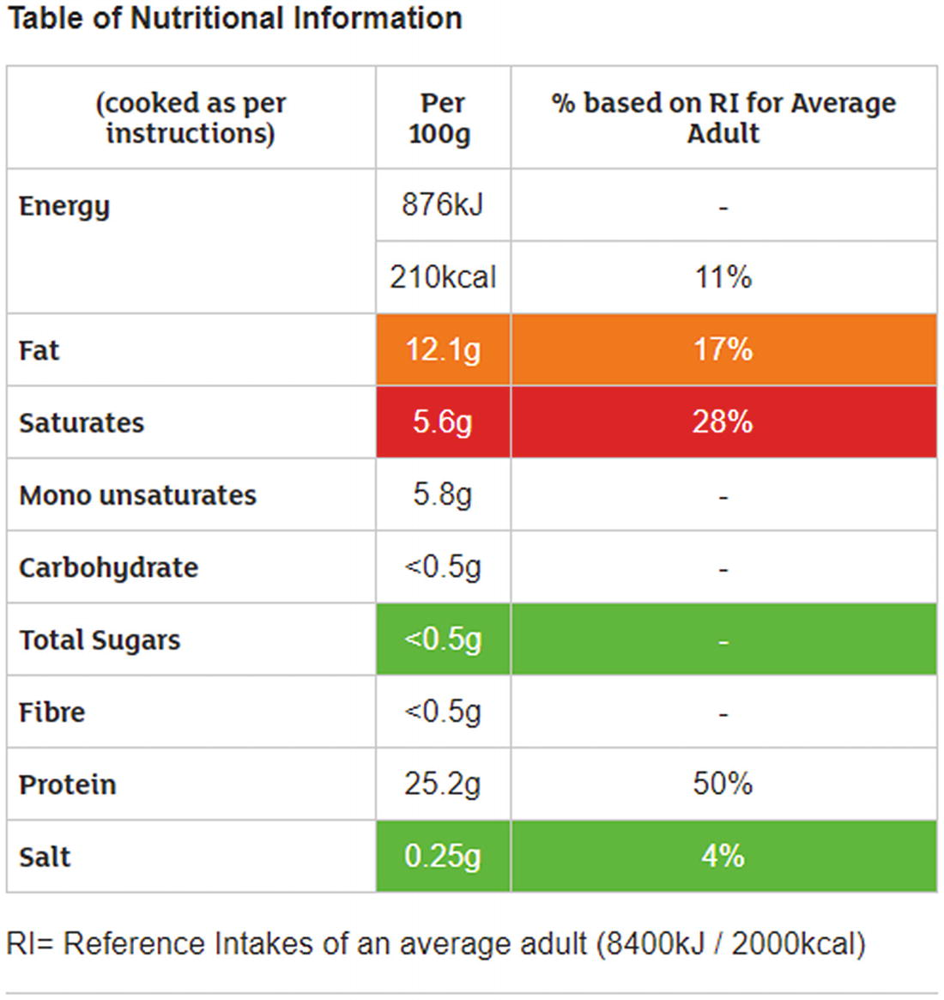 Table of Nutritional Information
(cooked as per instructions) Per 100g % based on RI for Average Adult
Energy 876kJ -
210kcal 11%
Fat 12.1g 17%
Saturates 5.6g 28%
Mono unsaturates 5.8g -
Carbohydrate <0.5g -
Total Sugars <0.5g -
Fibre <0.5g -
Protein 25.2g 50%
Salt 0.25g 4%
RI= Reference Intakes of an average adult (8400kJ / 2000kcal)